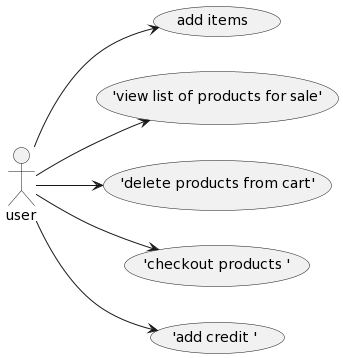 add items
'view list of products for sale'
'delete products from cart'
user
'checkout products '
'add credit '